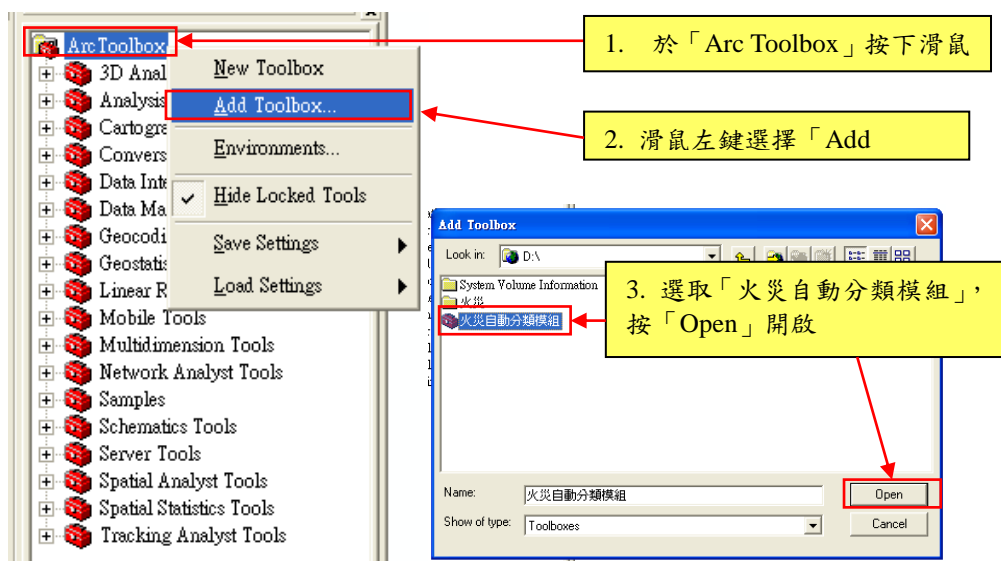 ArcToolbox
3D Anal
Analysis
Cartogra
Convers
Data Inte
Data Ma
Geocodi
Geostatis
Linear R
Mobile Tools
Multidimension Tools
Network Analyst Tools
Samples
Schematics Tools
Server Tools
Spatial Analyst Tools
Spatial Statistics Tools
Tracking Analyst Tools
New Toolbox
Add Toolbox...
Environments...
Hide Locked Tools
Save Settings
Load Settings
1. 於「Arc Toolbox」按下滑鼠
2. 滑鼠左鍵選擇「Add
Add Toolbox
Look in: D:\
System Volume Information
火災
火災自動分類模組
3. 選取「火災自動分類模組」,
按「Open」開啟
Name: 火災自動分類模組
Open
Show of type: Toolboxes
Cancel